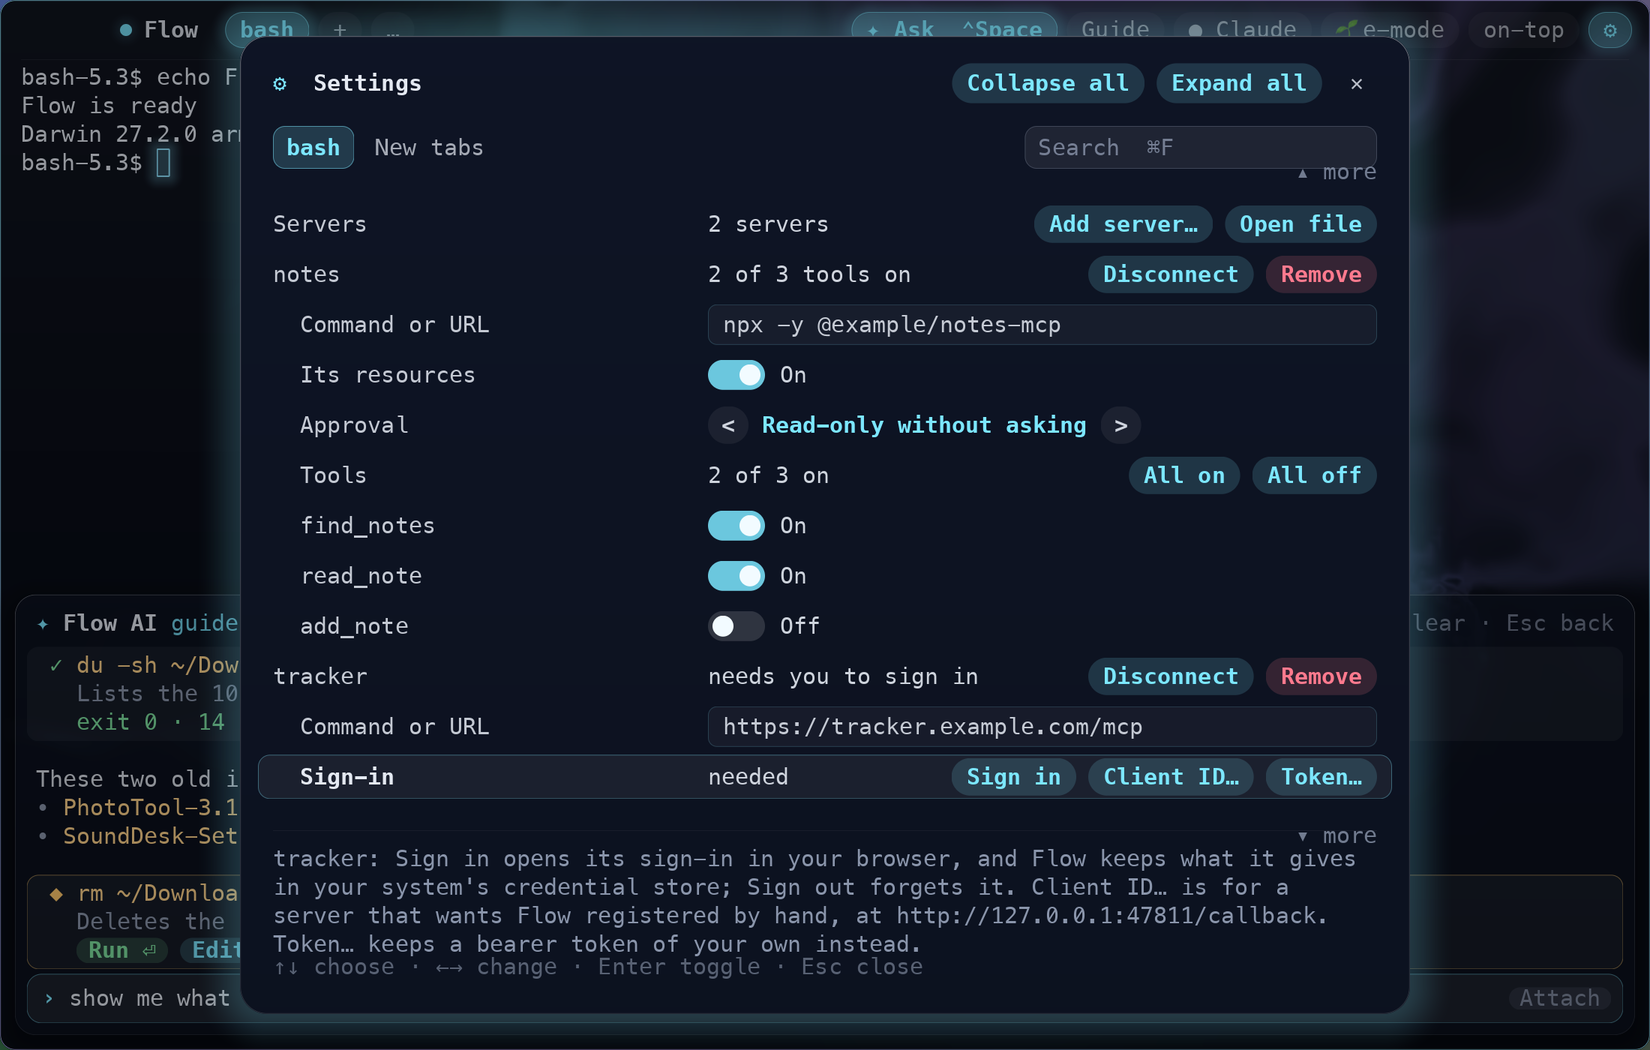 ● Flow bash + … ✦ Ask ^Space Guide ● Claude e-mode on-top ⚙
bash-5.3$ echo F
Flow is ready
Darwin 27.2.0 ar
bash-5.3$
⚙ Settings Collapse all Expand all ×
bash New tabs Search ⌘F
▲ more
Servers 2 servers Add server… Open file
notes 2 of 3 tools on Disconnect Remove
Command or URL npx -y @example/notes-mcp
Its resources On
Approval < Read-only without asking >
Tools 2 of 3 on All on All off
find_notes On
read_note On
add_note Off
tracker needs you to sign in Disconnect Remove
Command or URL https://tracker.example.com/mcp
Sign-in needed Sign in Client ID… Token…
▼ more
tracker: Sign in opens its sign-in in your browser, and Flow keeps what it gives
in your system's credential store; Sign out forgets it. Client ID… is for a
server that wants Flow registered by hand, at http://127.0.0.1:47811/callback.
Token… keeps a bearer token of your own instead.
↑↓ choose · ←→ change · Enter toggle · Esc close
✦ Flow AI guide lear · Esc back
✓ du -sh ~/Dow
Lists the 10
exit 0 · 14
These two old i
• PhotoTool-3.1
• SoundDesk-Set
◆ rm ~/Downloa
Deletes the
Run ⏎ Edit
› show me what Attach